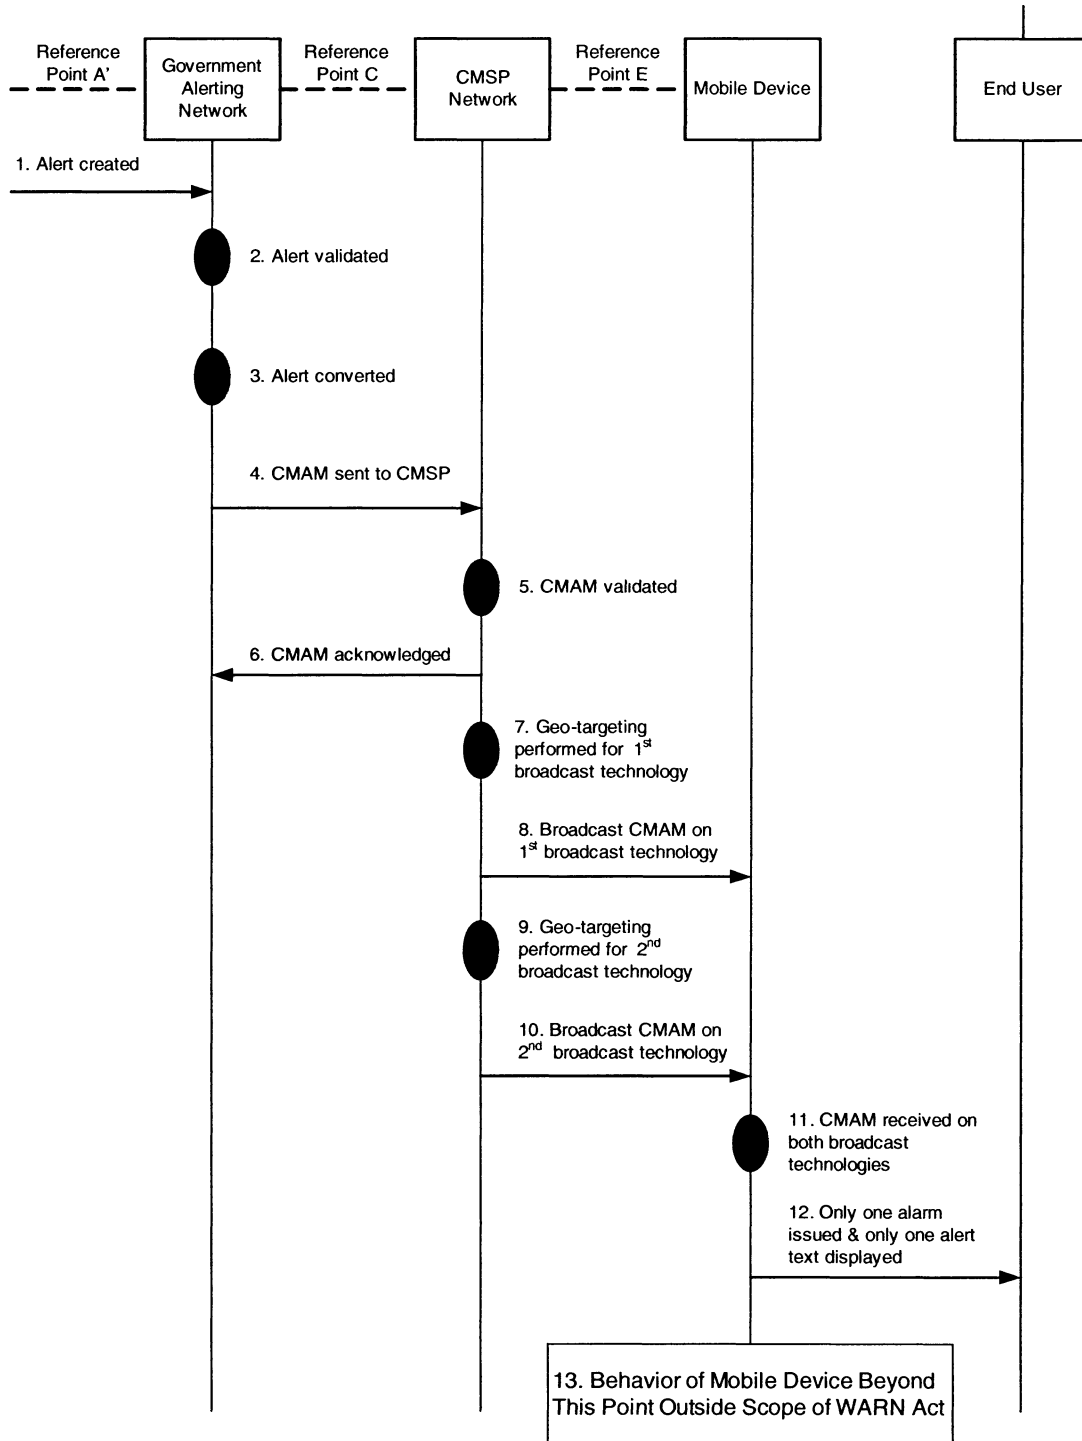 Reference
Point A'
Government
Alerting
Network
Reference
Point C
CMSP
Network
Reference
Point E
Mobile Device
End User
1. Alert created
2. Alert validated
3. Alert converted
4. CMAM sent to CMSP
5. CMAM validated
6. CMAM acknowledged
7. Geo-targeting
performed for 1st
broadcast technology
8. Broadcast CMAM on
1st broadcast technology
9. Geo-targeting
performed for 2nd
broadcast technology
10. Broadcast CMAM on
2nd broadcast technology
11. CMAM received on
both broadcast
technologies
12. Only one alarm
issued & only one alert
text displayed
13. Behavior of Mobile Device Beyond
This Point Outside Scope of WARN Act